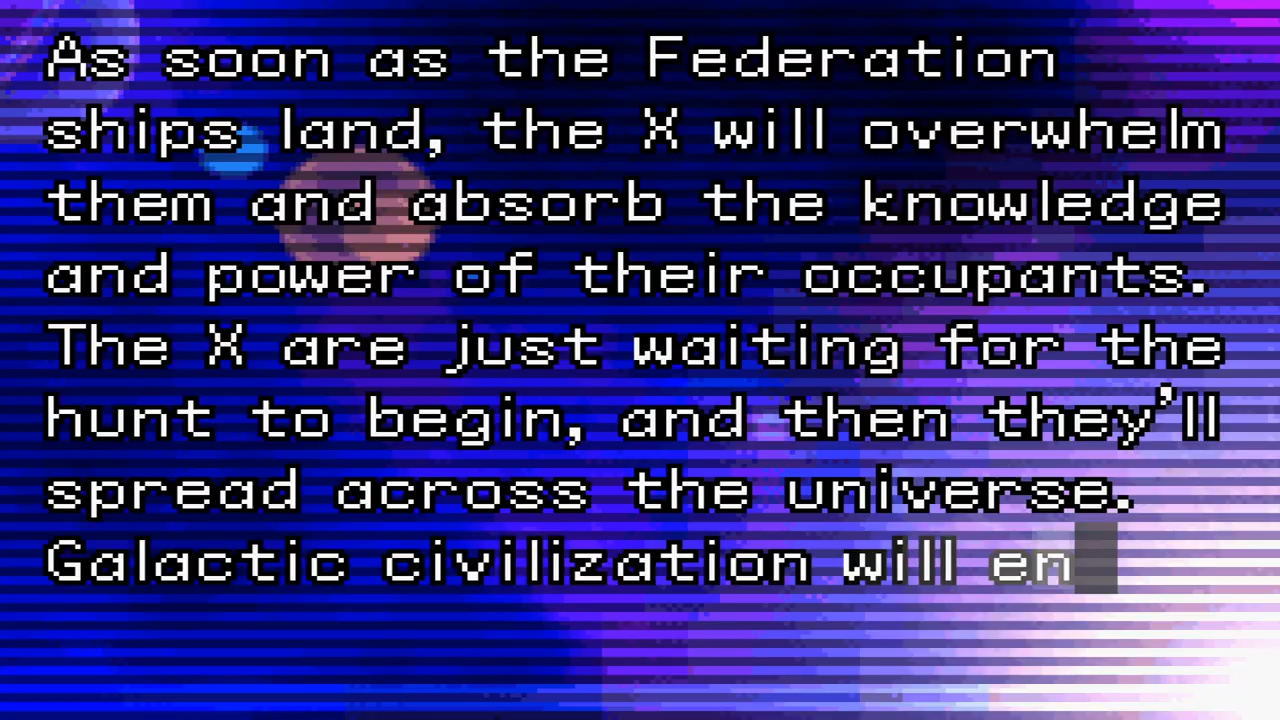 As soon as the Federation
ships land, the X will overwhelm
them and absorb the knowledge
and power of their occupants.
The X are just waiting for the
hunt to begin, and then they'll
spread across the universe.
Galactic civilization will en